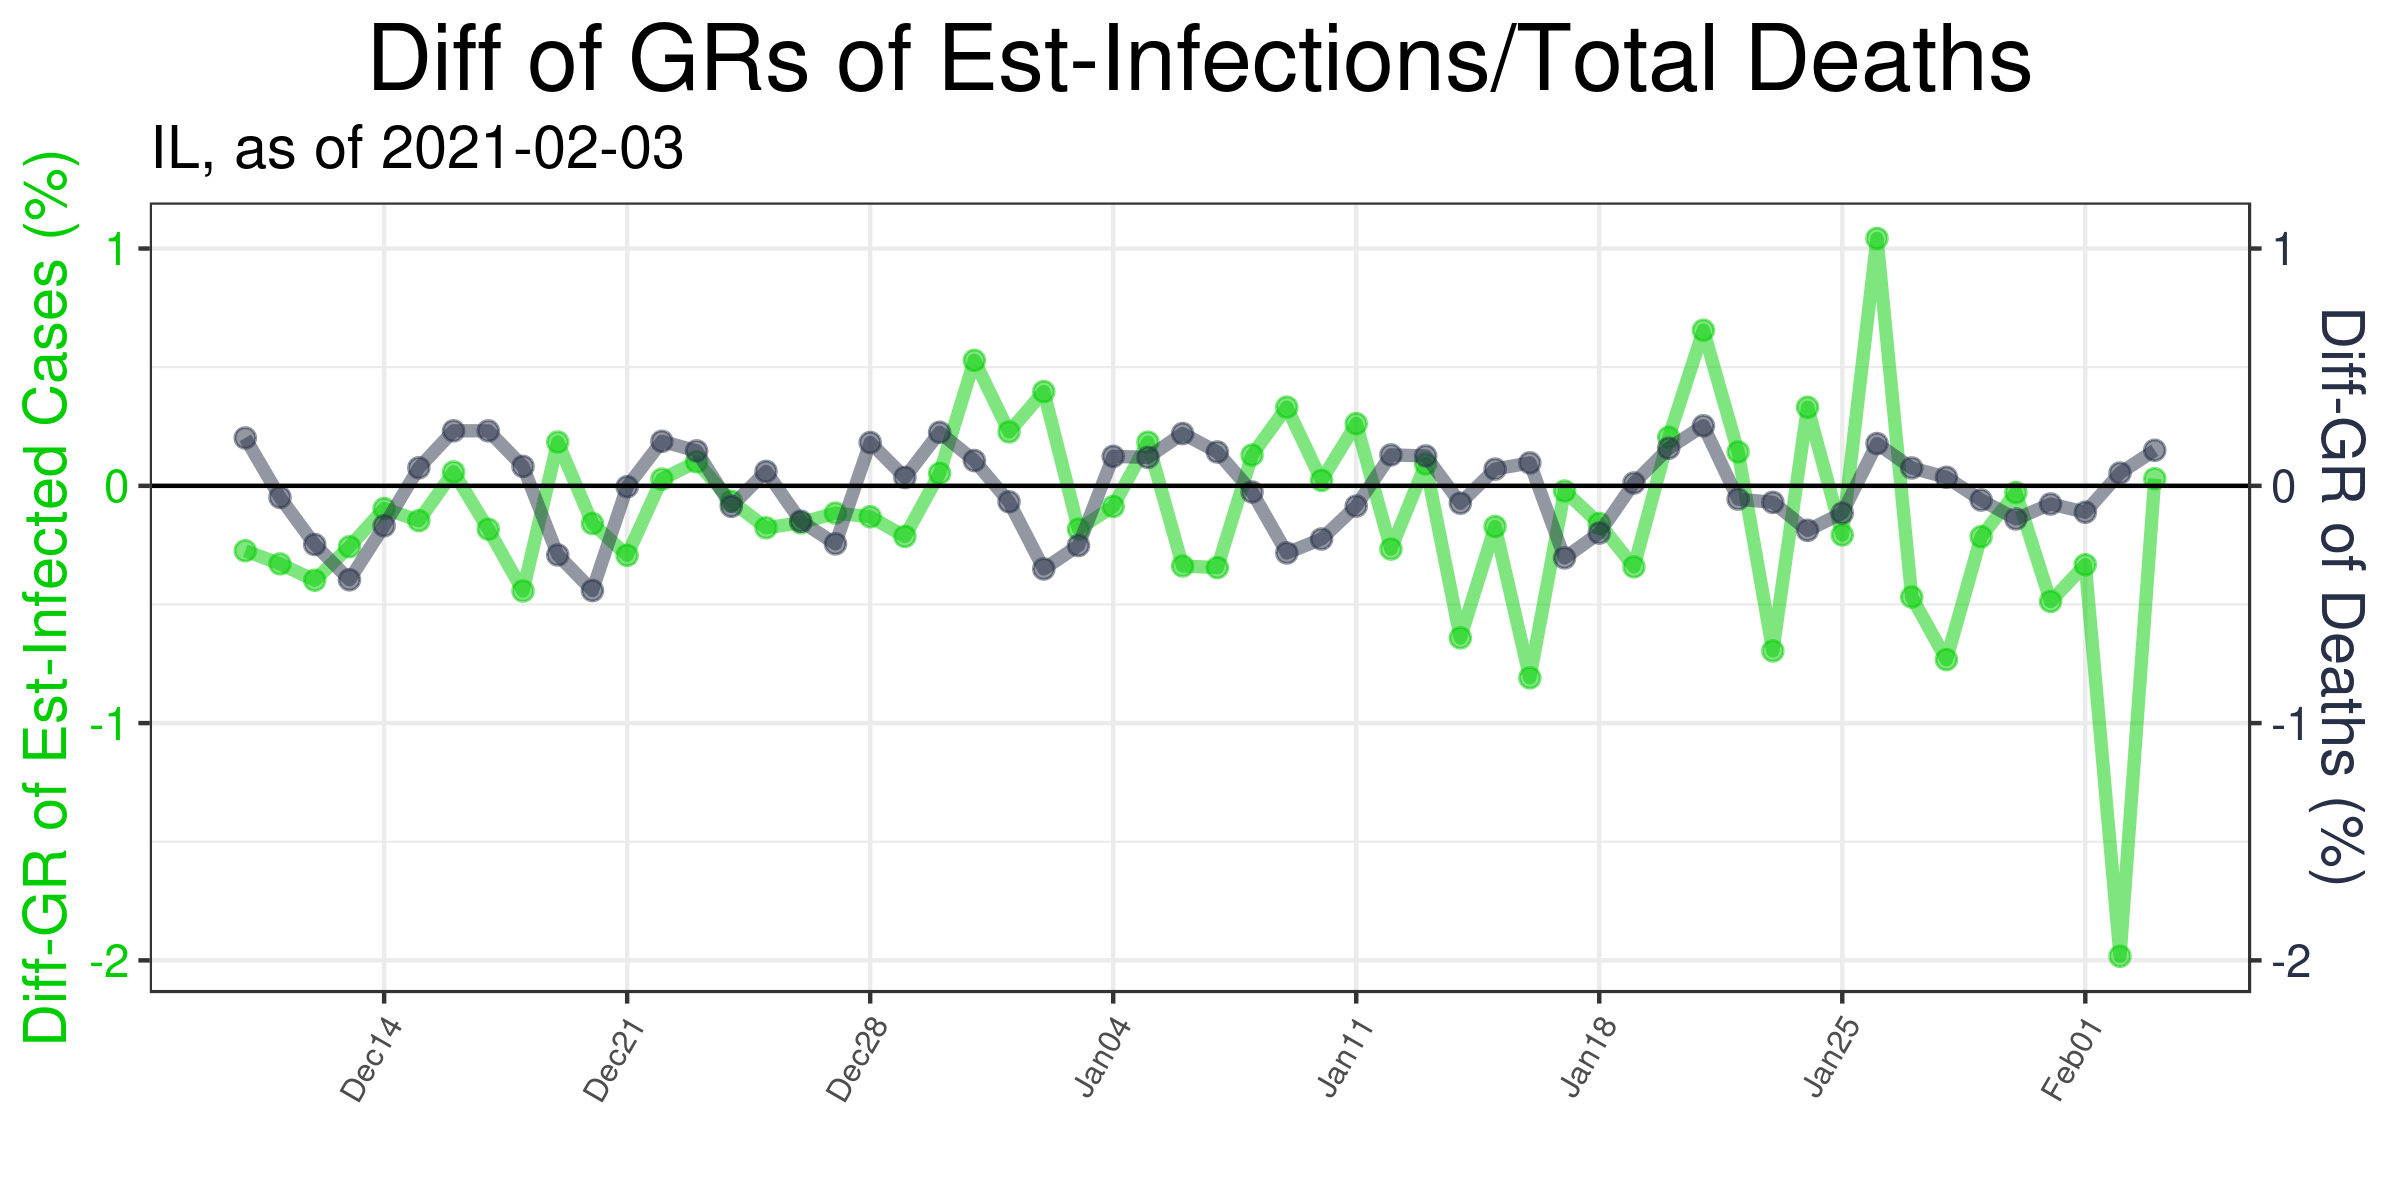 Diff of GRs of Est-Infections/Total Deaths
IL, as of 2021-02-03
Diff-GR of Est-Infected Cases (%)
1
0
-1
-2
1
0
-1
-2
Diff-GR of Deaths (%)
Dec14
Dec21
Dec28
Jan04
Jan11
Jan18
Jan25
Feb01